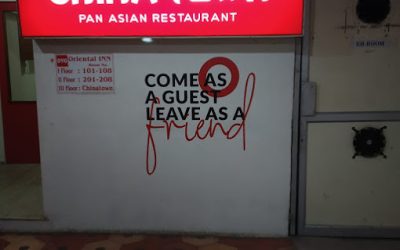 PAN ASIAN RESTAURANT
Oriental INN
I Floor : 101-108
II Floor : 201-208
III Floor : Chinatown
COME AS
A GUEST
LEAVE AS A
friend